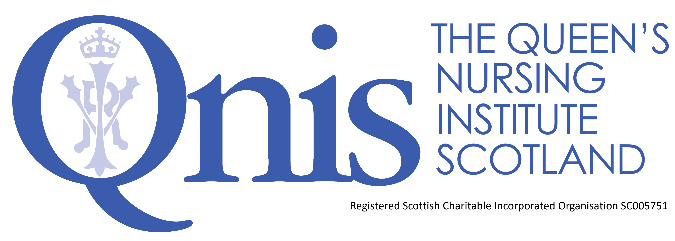 Qnis
THE QUEEN'S
NURSING
INSTITUTE
SCOTLAND
Registered Scottish Charitable Incorporated Organisation SC005751